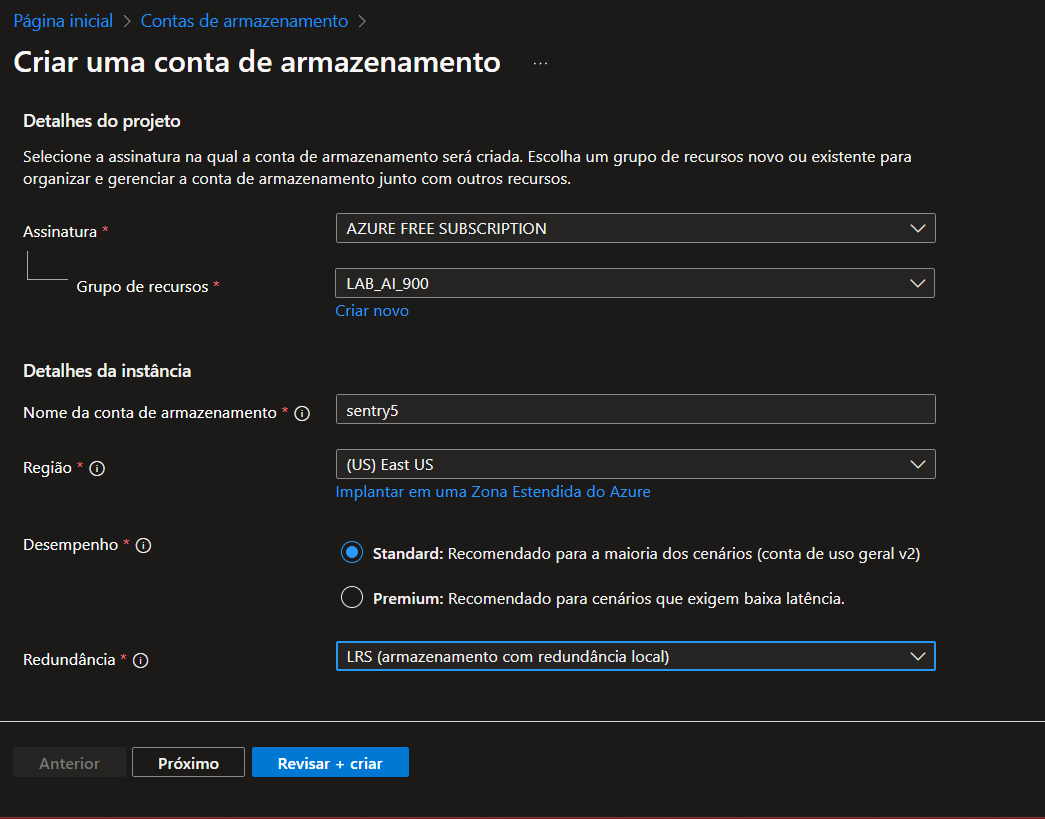 Página inicial > Contas de armazenamento >
Criar uma conta de armazenamento ...
Detalhes do projeto
Selecione a assinatura na qual a conta de armazenamento será criada. Escolha um grupo de recursos novo ou existente para
organizar e gerenciar a conta de armazenamento junto com outros recursos.
Assinatura * AZURE FREE SUBSCRIPTION
Grupo de recursos * LAB_AI_900
Criar novo
Detalhes da instância
Nome da conta de armazenamento * sentry5
Região * (US) East US
Implantar em uma Zona Estendida do Azure
Desempenho * Standard: Recomendado para a maioria dos cenários (conta de uso geral v2)
Premium: Recomendado para cenários que exigem baixa latência.
Redundância * LRS (armazenamento com redundância local)
Anterior Próximo Revisar + criar